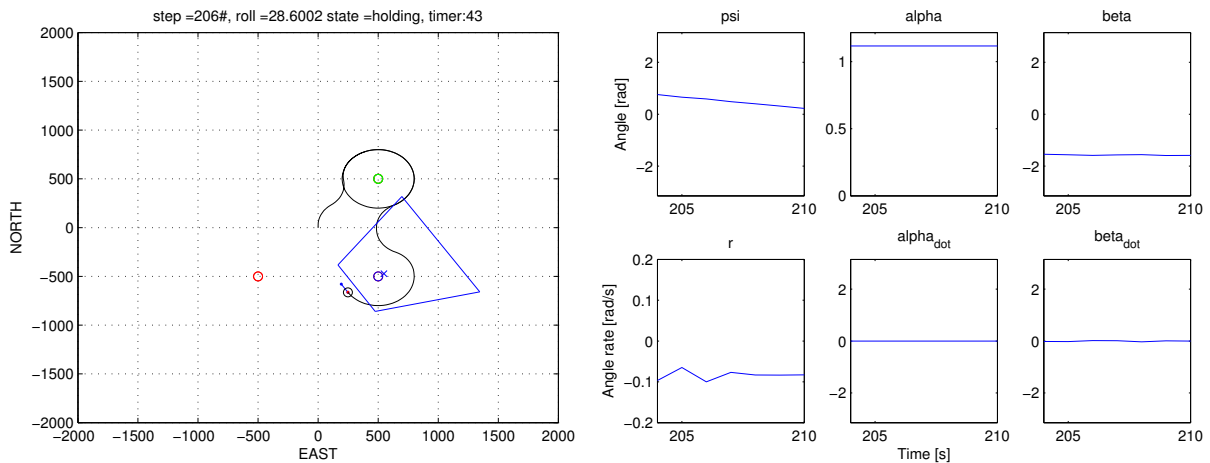 step =206#, roll =28.6002 state =holding, timer:43
2000
1500
1000
500
0
−500
−1000
−1500
−2000
−2000 −1500 −1000 −500 0 500 1000 1500 2000
NORTH
EAST
psi
2
0
−2
205 210
Angle [rad]
alpha
1
0.5
0
205 210
beta
2
0
−2
205 210
r
0.2
0.1
0
−0.1
−0.2
205 210
Angle rate [rad/s]
alpha_dot
2
0
−2
205 210
Time [s]
beta_dot
2
0
−2
205 210